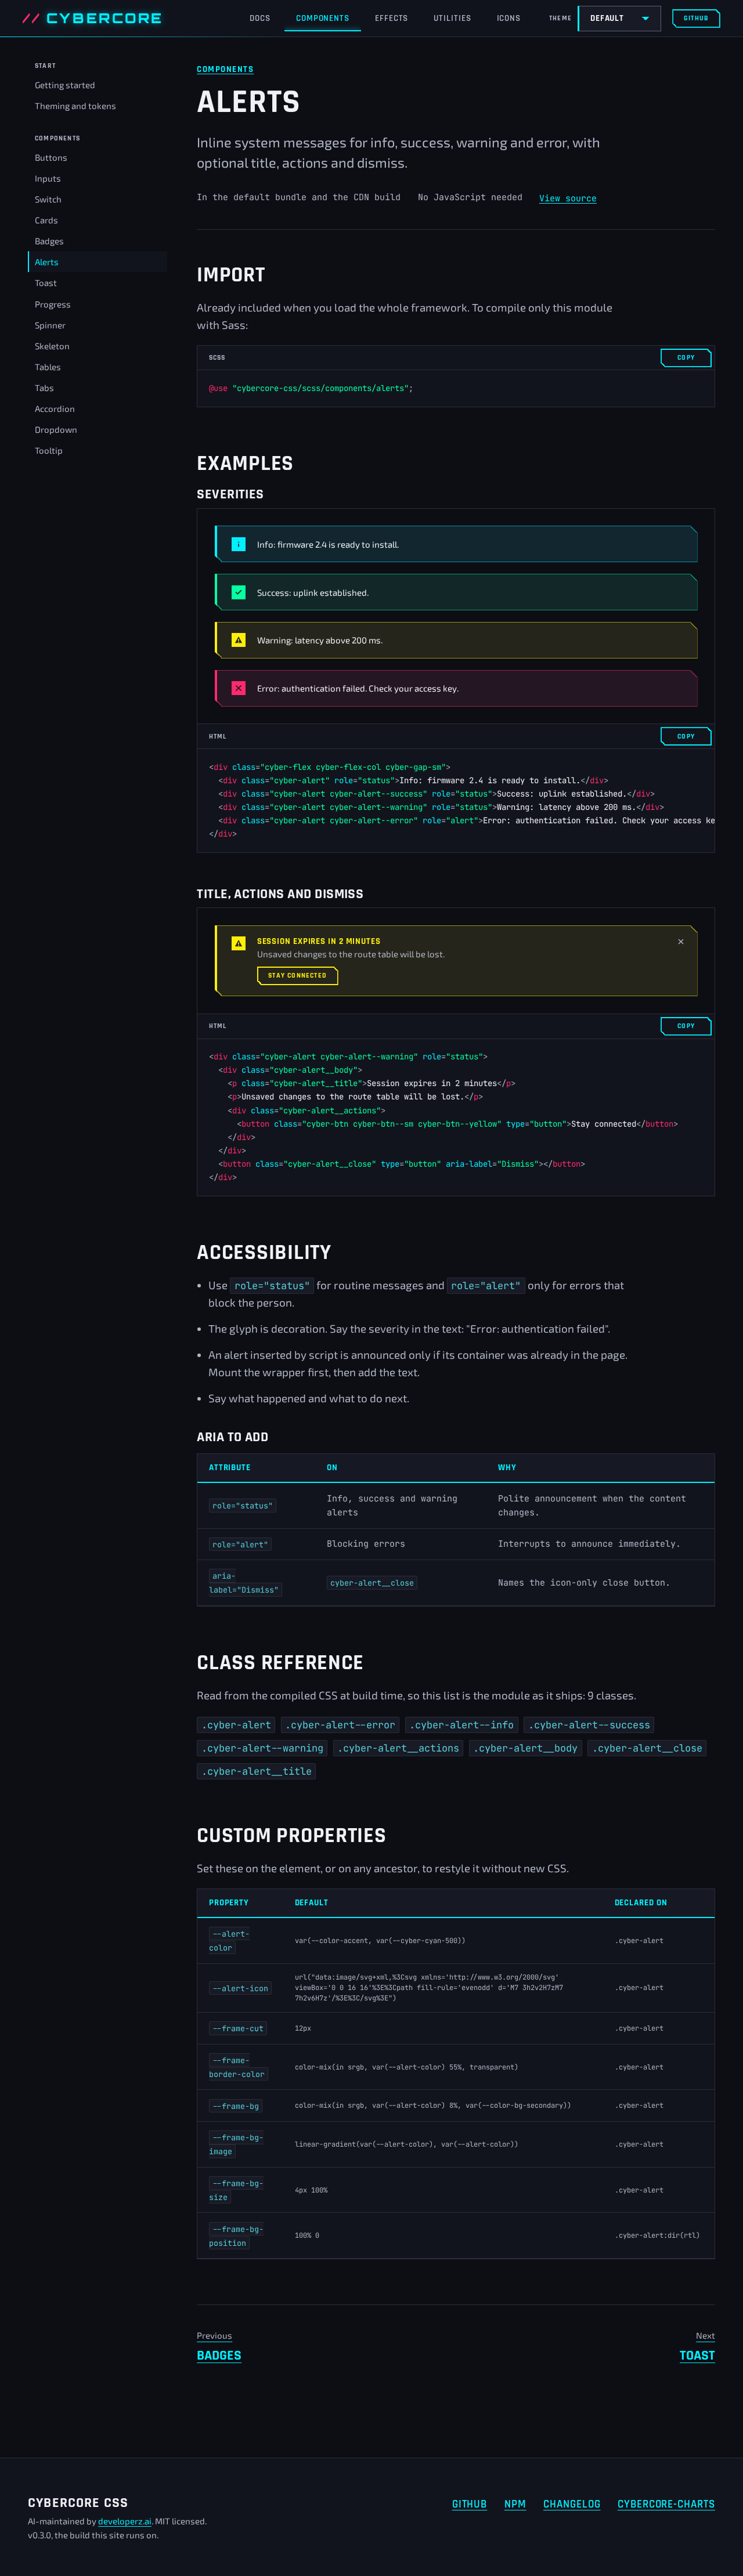 // CYBERCORE
DOCS COMPONENTS EFFECTS UTILITIES ICONS THEME DEFAULT GITHUB
START
Getting started
Theming and tokens
COMPONENTS
Buttons
Inputs
Switch
Cards
Badges
Alerts
Toast
Progress
Spinner
Skeleton
Tables
Tabs
Accordion
Dropdown
Tooltip
COMPONENTS
ALERTS
Inline system messages for info, success, warning and error, with
optional title, actions and dismiss.
In the default bundle and the CDN build No JavaScript needed View source
IMPORT
Already included when you load the whole framework. To compile only this module
with Sass:
SCSS COPY
@use "cybercore-css/scss/components/alerts";
EXAMPLES
SEVERITIES
Info: firmware 2.4 is ready to install.
Success: uplink established.
Warning: latency above 200 ms.
Error: authentication failed. Check your access key.
HTML COPY
<div class="cyber-flex cyber-flex-col cyber-gap-sm">
<div class="cyber-alert" role="status">Info: firmware 2.4 is ready to install.</div>
<div class="cyber-alert cyber-alert--success" role="status">Success: uplink established.</div>
<div class="cyber-alert cyber-alert--warning" role="status">Warning: latency above 200 ms.</div>
<div class="cyber-alert cyber-alert--error" role="alert">Error: authentication failed. Check your access ke
</div>
TITLE, ACTIONS AND DISMISS
SESSION EXPIRES IN 2 MINUTES
Unsaved changes to the route table will be lost.
STAY CONNECTED
HTML COPY
<div class="cyber-alert cyber-alert--warning" role="status">
<div class="cyber-alert__body">
<p class="cyber-alert__title">Session expires in 2 minutes</p>
<p>Unsaved changes to the route table will be lost.</p>
<div class="cyber-alert__actions">
<button class="cyber-btn cyber-btn--sm cyber-btn--yellow" type="button">Stay connected</button>
</div>
</div>
<button class="cyber-alert__close" type="button" aria-label="Dismiss"></button>
</div>
ACCESSIBILITY
• Use role="status" for routine messages and role="alert" only for errors that
block the person.
• The glyph is decoration. Say the severity in the text: "Error: authentication failed".
• An alert inserted by script is announced only if its container was already in the page.
Mount the wrapper first, then add the text.
• Say what happened and what to do next.
ARIA TO ADD
ATTRIBUTE ON WHY
role="status" Info, success and warning alerts Polite announcement when the content changes.
role="alert" Blocking errors Interrupts to announce immediately.
aria-label="Dismiss" cyber-alert__close Names the icon-only close button.
CLASS REFERENCE
Read from the compiled CSS at build time, so this list is the module as it ships: 9 classes.
.cyber-alert .cyber-alert--error .cyber-alert--info .cyber-alert--success
.cyber-alert--warning .cyber-alert__actions .cyber-alert__body .cyber-alert__close
.cyber-alert__title
CUSTOM PROPERTIES
Set these on the element, or on any ancestor, to restyle it without new CSS.
PROPERTY DEFAULT DECLARED ON
--alert-color var(--color-accent, var(--cyber-cyan-500)) .cyber-alert
--alert-icon url("data:image/svg+xml,%3Csvg xmlns='http://www.w3.org/2000/svg' viewBox='0 0 16 16'%3E%3Cpath fill-rule='evenodd' d='M7 3h2v2H7zM7 7h2v6H7z'/%3E%3C/svg%3E") .cyber-alert
--frame-cut 12px .cyber-alert
--frame-border-color color-mix(in srgb, var(--alert-color) 55%, transparent) .cyber-alert
--frame-bg color-mix(in srgb, var(--alert-color) 8%, var(--color-bg-secondary)) .cyber-alert
--frame-bg-image linear-gradient(var(--alert-color), var(--alert-color)) .cyber-alert
--frame-bg-size 4px 100% .cyber-alert
--frame-bg-position 100% 0 .cyber-alert:dir(rtl)
Previous
BADGES
Next
TOAST
CYBERCORE CSS
AI-maintained by developerz.ai. MIT licensed.
v0.3.0, the build this site runs on.
GITHUB NPM CHANGELOG CYBERCORE-CHARTS